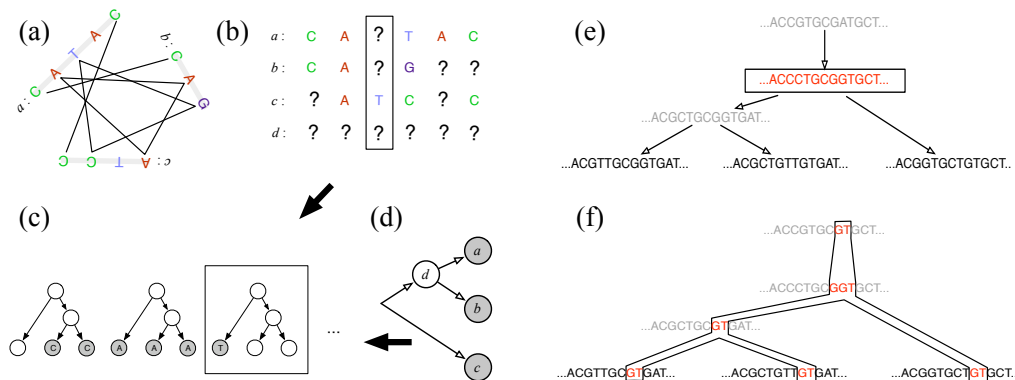 (a)
C
A
T
A
C
a:
b:
C
A
G
C
C
T
A
c:
(b)
a: C A ? T A C
b: C A ? G ? ?
c: ? A T C ? C
d: ? ? ? ? ? ?
(c)
C C A A A T
...
(d)
a
d
b
c
(e)
...ACCGTGCGATGCT...
...ACCCTGCGGTGCT...
...ACGCTGCGGTGAT...
...ACGTTGCGGTGAT... ...ACGCTGTTGTGAT... ...ACGGTGCTGTGCT..
(f)
...ACCGTGCGTGCT...
...ACCCTGCGGTGCT...
...ACGCTGCGTGAT...
...ACGTTGCGTGAT... ...ACGCTGTTGTGAT... ...ACGGTGCTGTGCT..